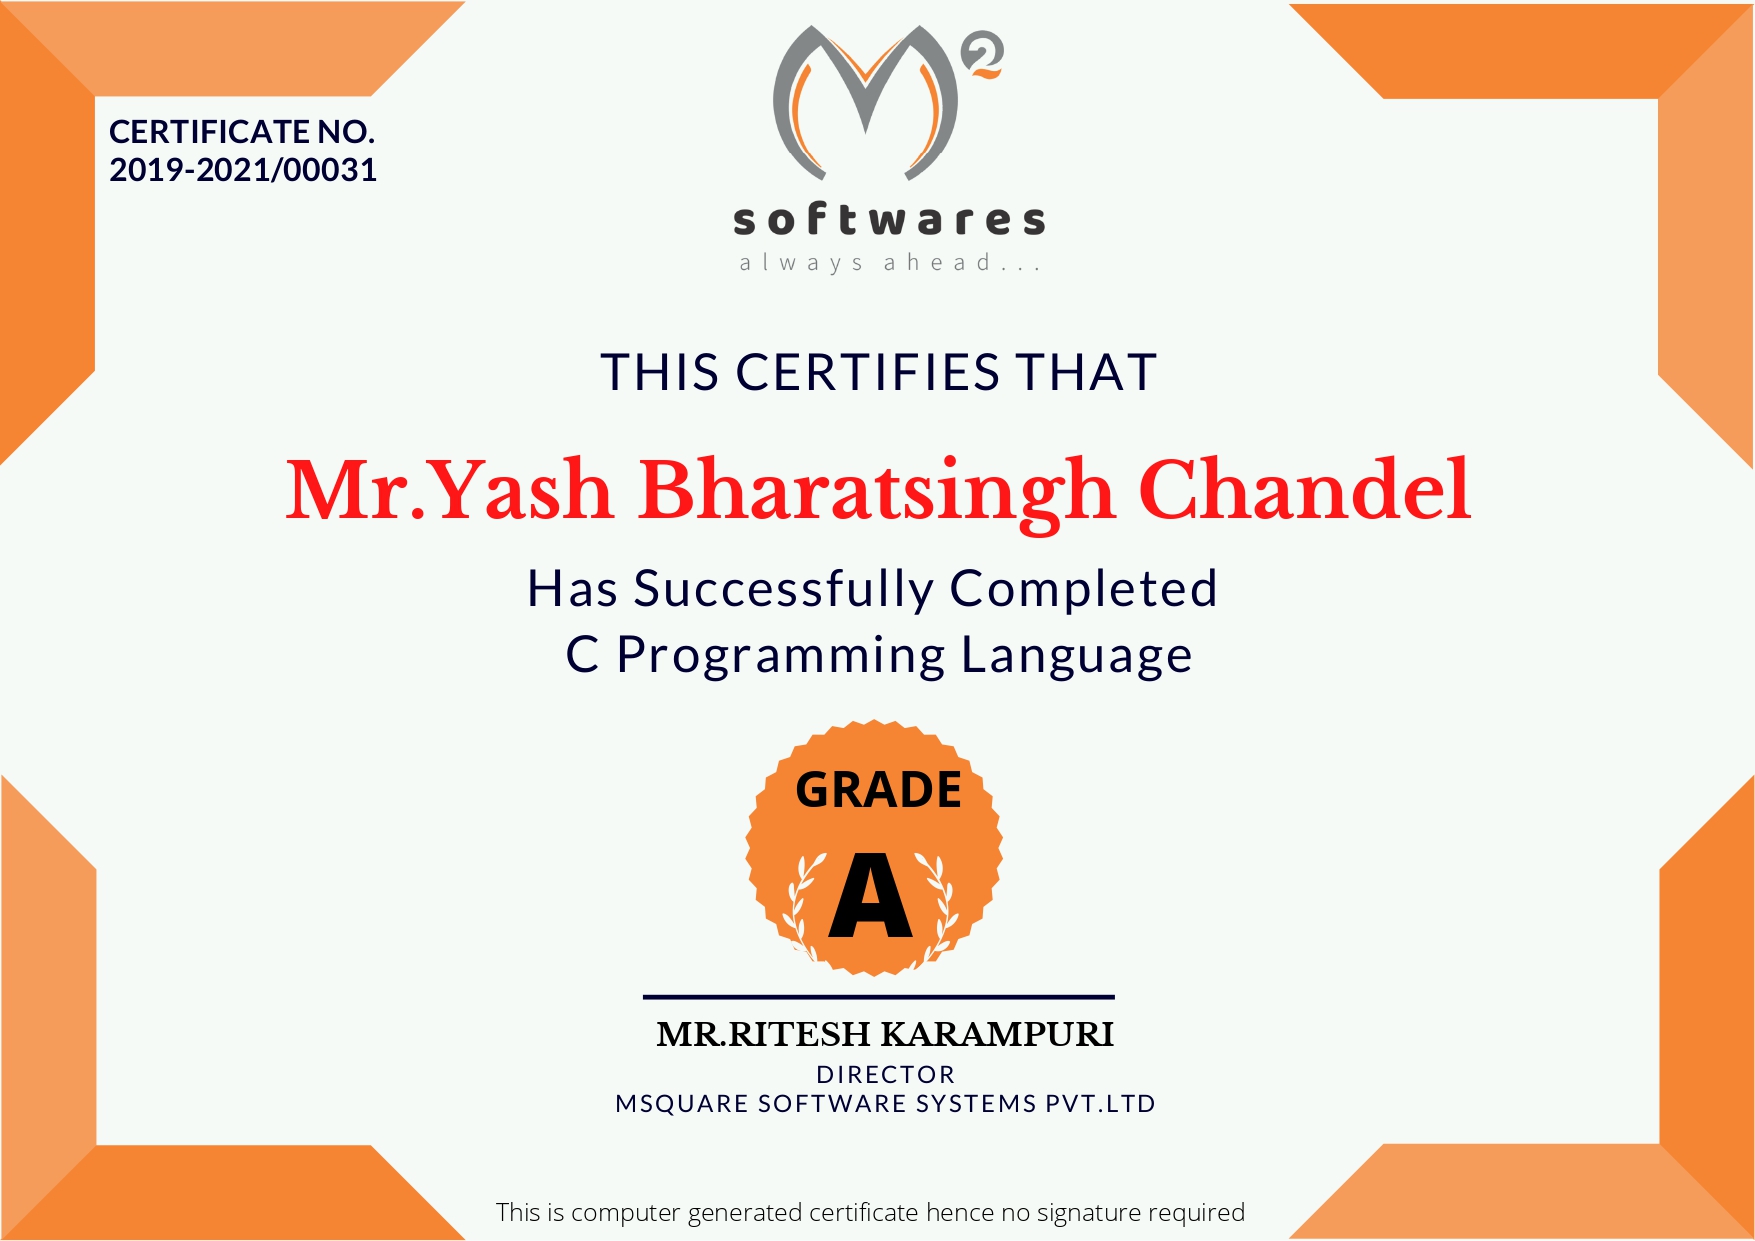 CERTIFICATE NO.
2019-2021/00031
M2
softwares
always ahead...
THIS CERTIFIES THAT
Mr.Yash Bharatsingh Chandel
Has Successfully Completed
C Programming Language
GRADE
A
MR.RITESH KARAMPURI
DIRECTOR
MSQUARE SOFTWARE SYSTEMS PVT.LTD
This is computer generated certificate hence no signature required